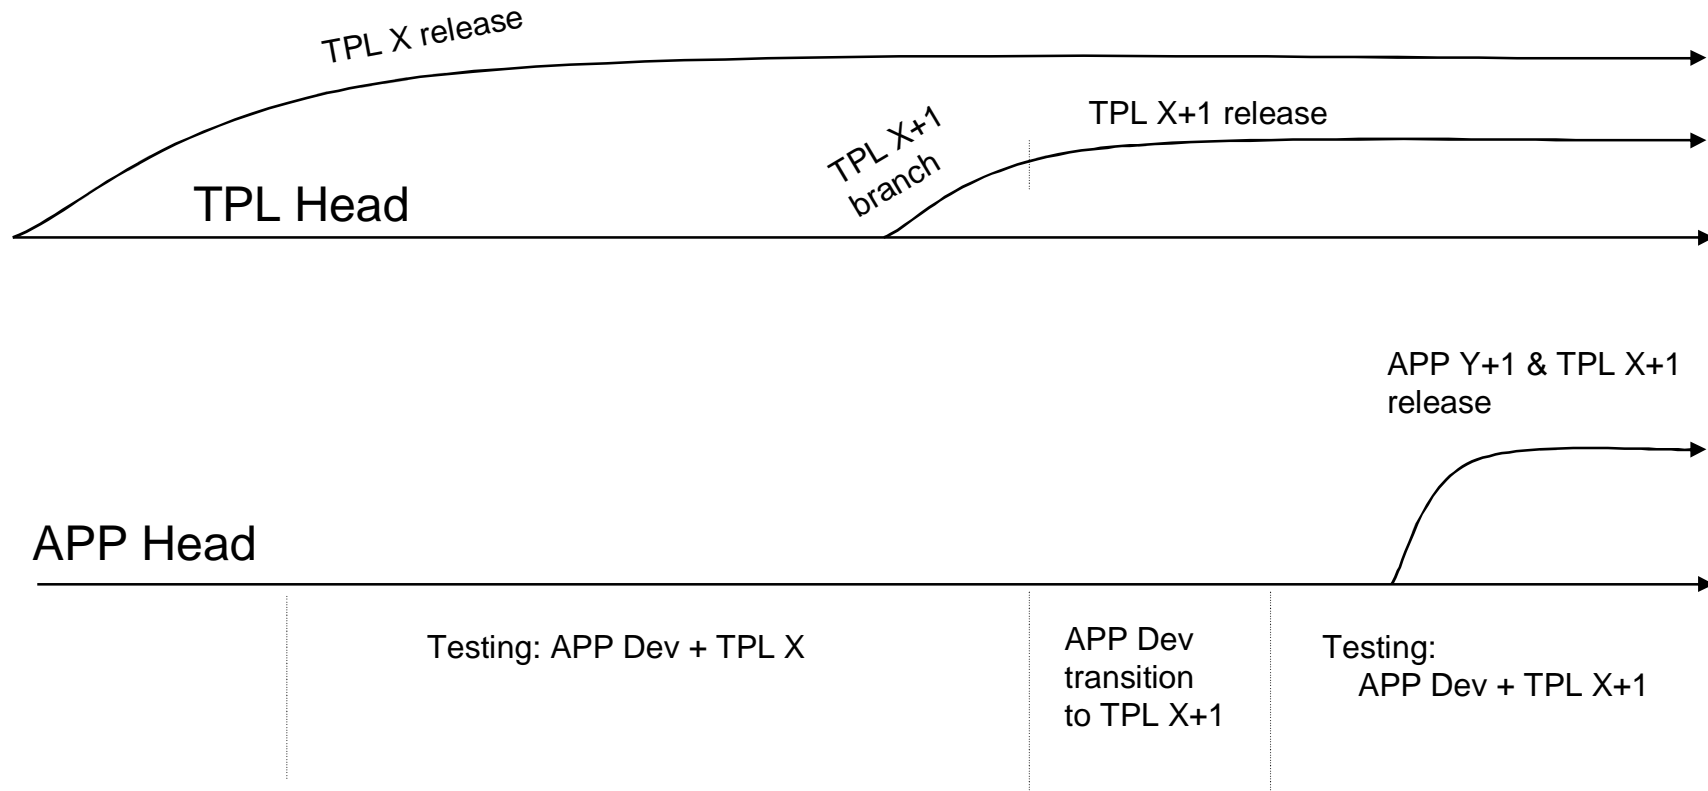 TPL X release
TPL X+1
branch
TPL X+1 release
TPL Head
APP Y+1 & TPL X+1
release
APP Head
Testing: APP Dev + TPL X
APP Dev
transition
to TPL X+1
Testing:
APP Dev + TPL X+1